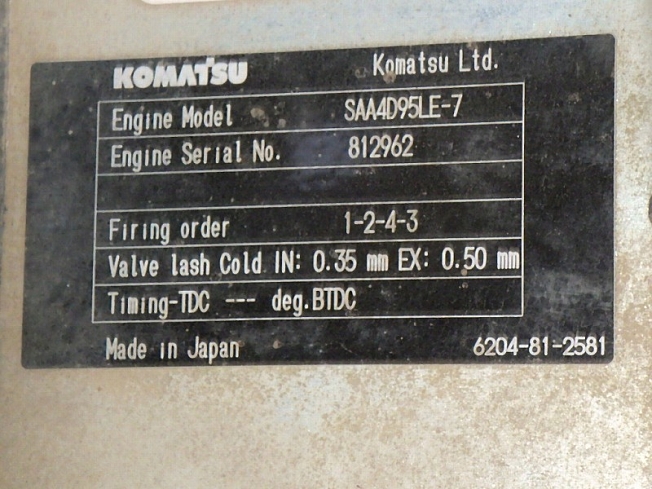 KOMATSU Komatsu Ltd.
Engine Model SAA4D95LE-7
Engine Serial No. 812962
Firing order 1-2-4-3
Valve lash Cold IN: 0.35 mm EX: 0.50 mm
Timing-TDC --- deg.BTDC
Made in Japan 6204-81-2581